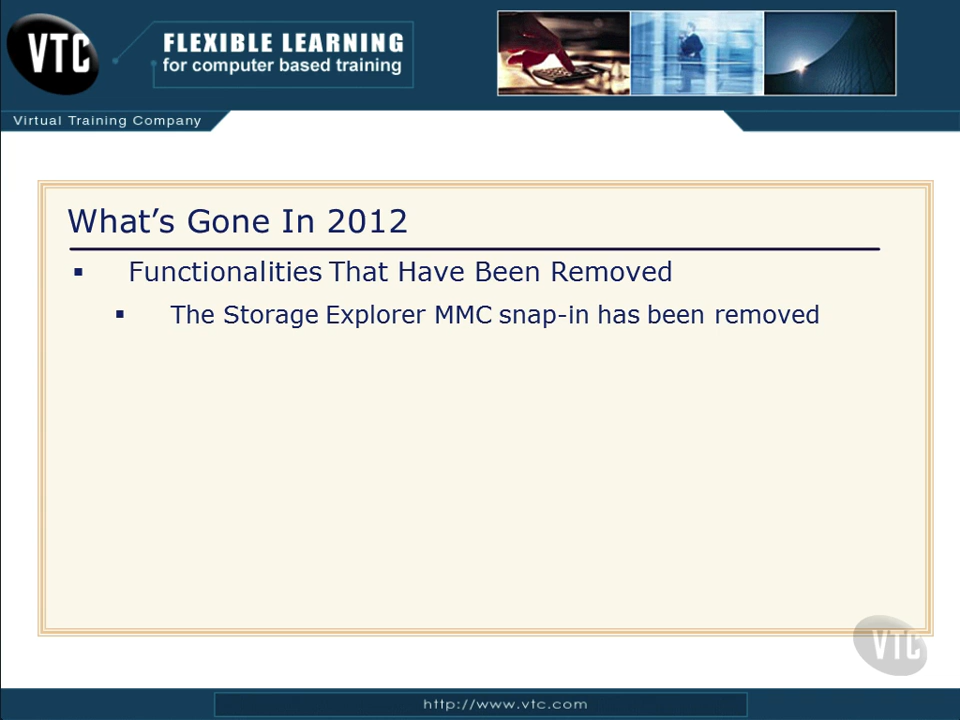 VTC
FLEXIBLE LEARNING
for computer based training
Virtual Training Company
What’s Gone In 2012
▪ Functionalities That Have Been Removed
▪ The Storage Explorer MMC snap-in has been removed
VTC
http://www.vtc.com